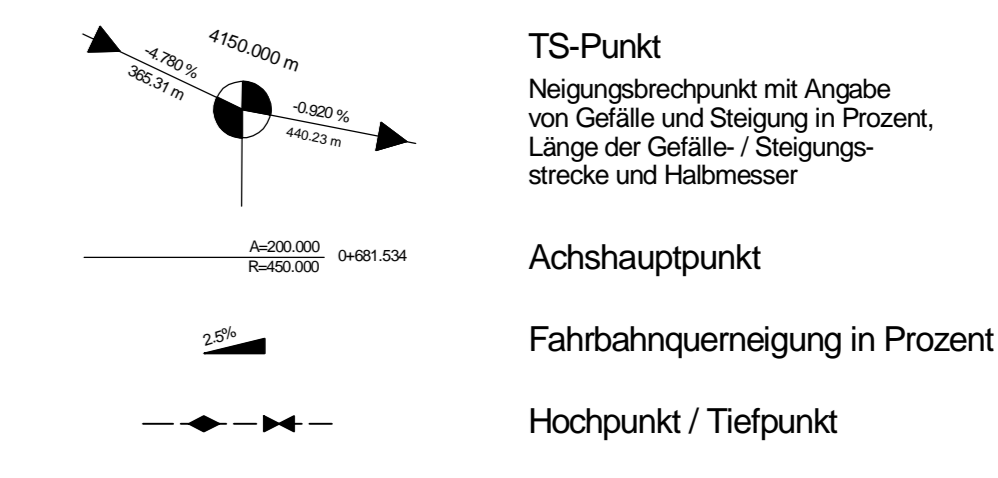 4150.000 m
-4.780 %
365.31 m
-0.920 %
440.23 m
TS-Punkt
Neigungsbrechpunkt mit Angabe
von Gefälle und Steigung in Prozent,
Länge der Gefälle- / Steigungs-
strecke und Halbmesser
A=200.000
R=450.000
0+681.534
Achshauptpunkt
2.5%
Fahrbahnquerneigung in Prozent
Hochpunkt / Tiefpunkt